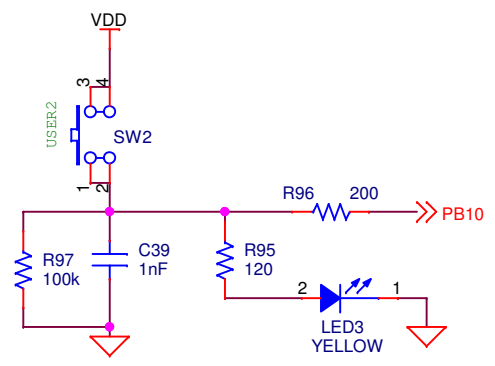 VDD
3 4
USER2
SW2
1 2
R96 200
PB10
R97
100k
C39
1nF
R95
120
2 1
LED3
YELLOW